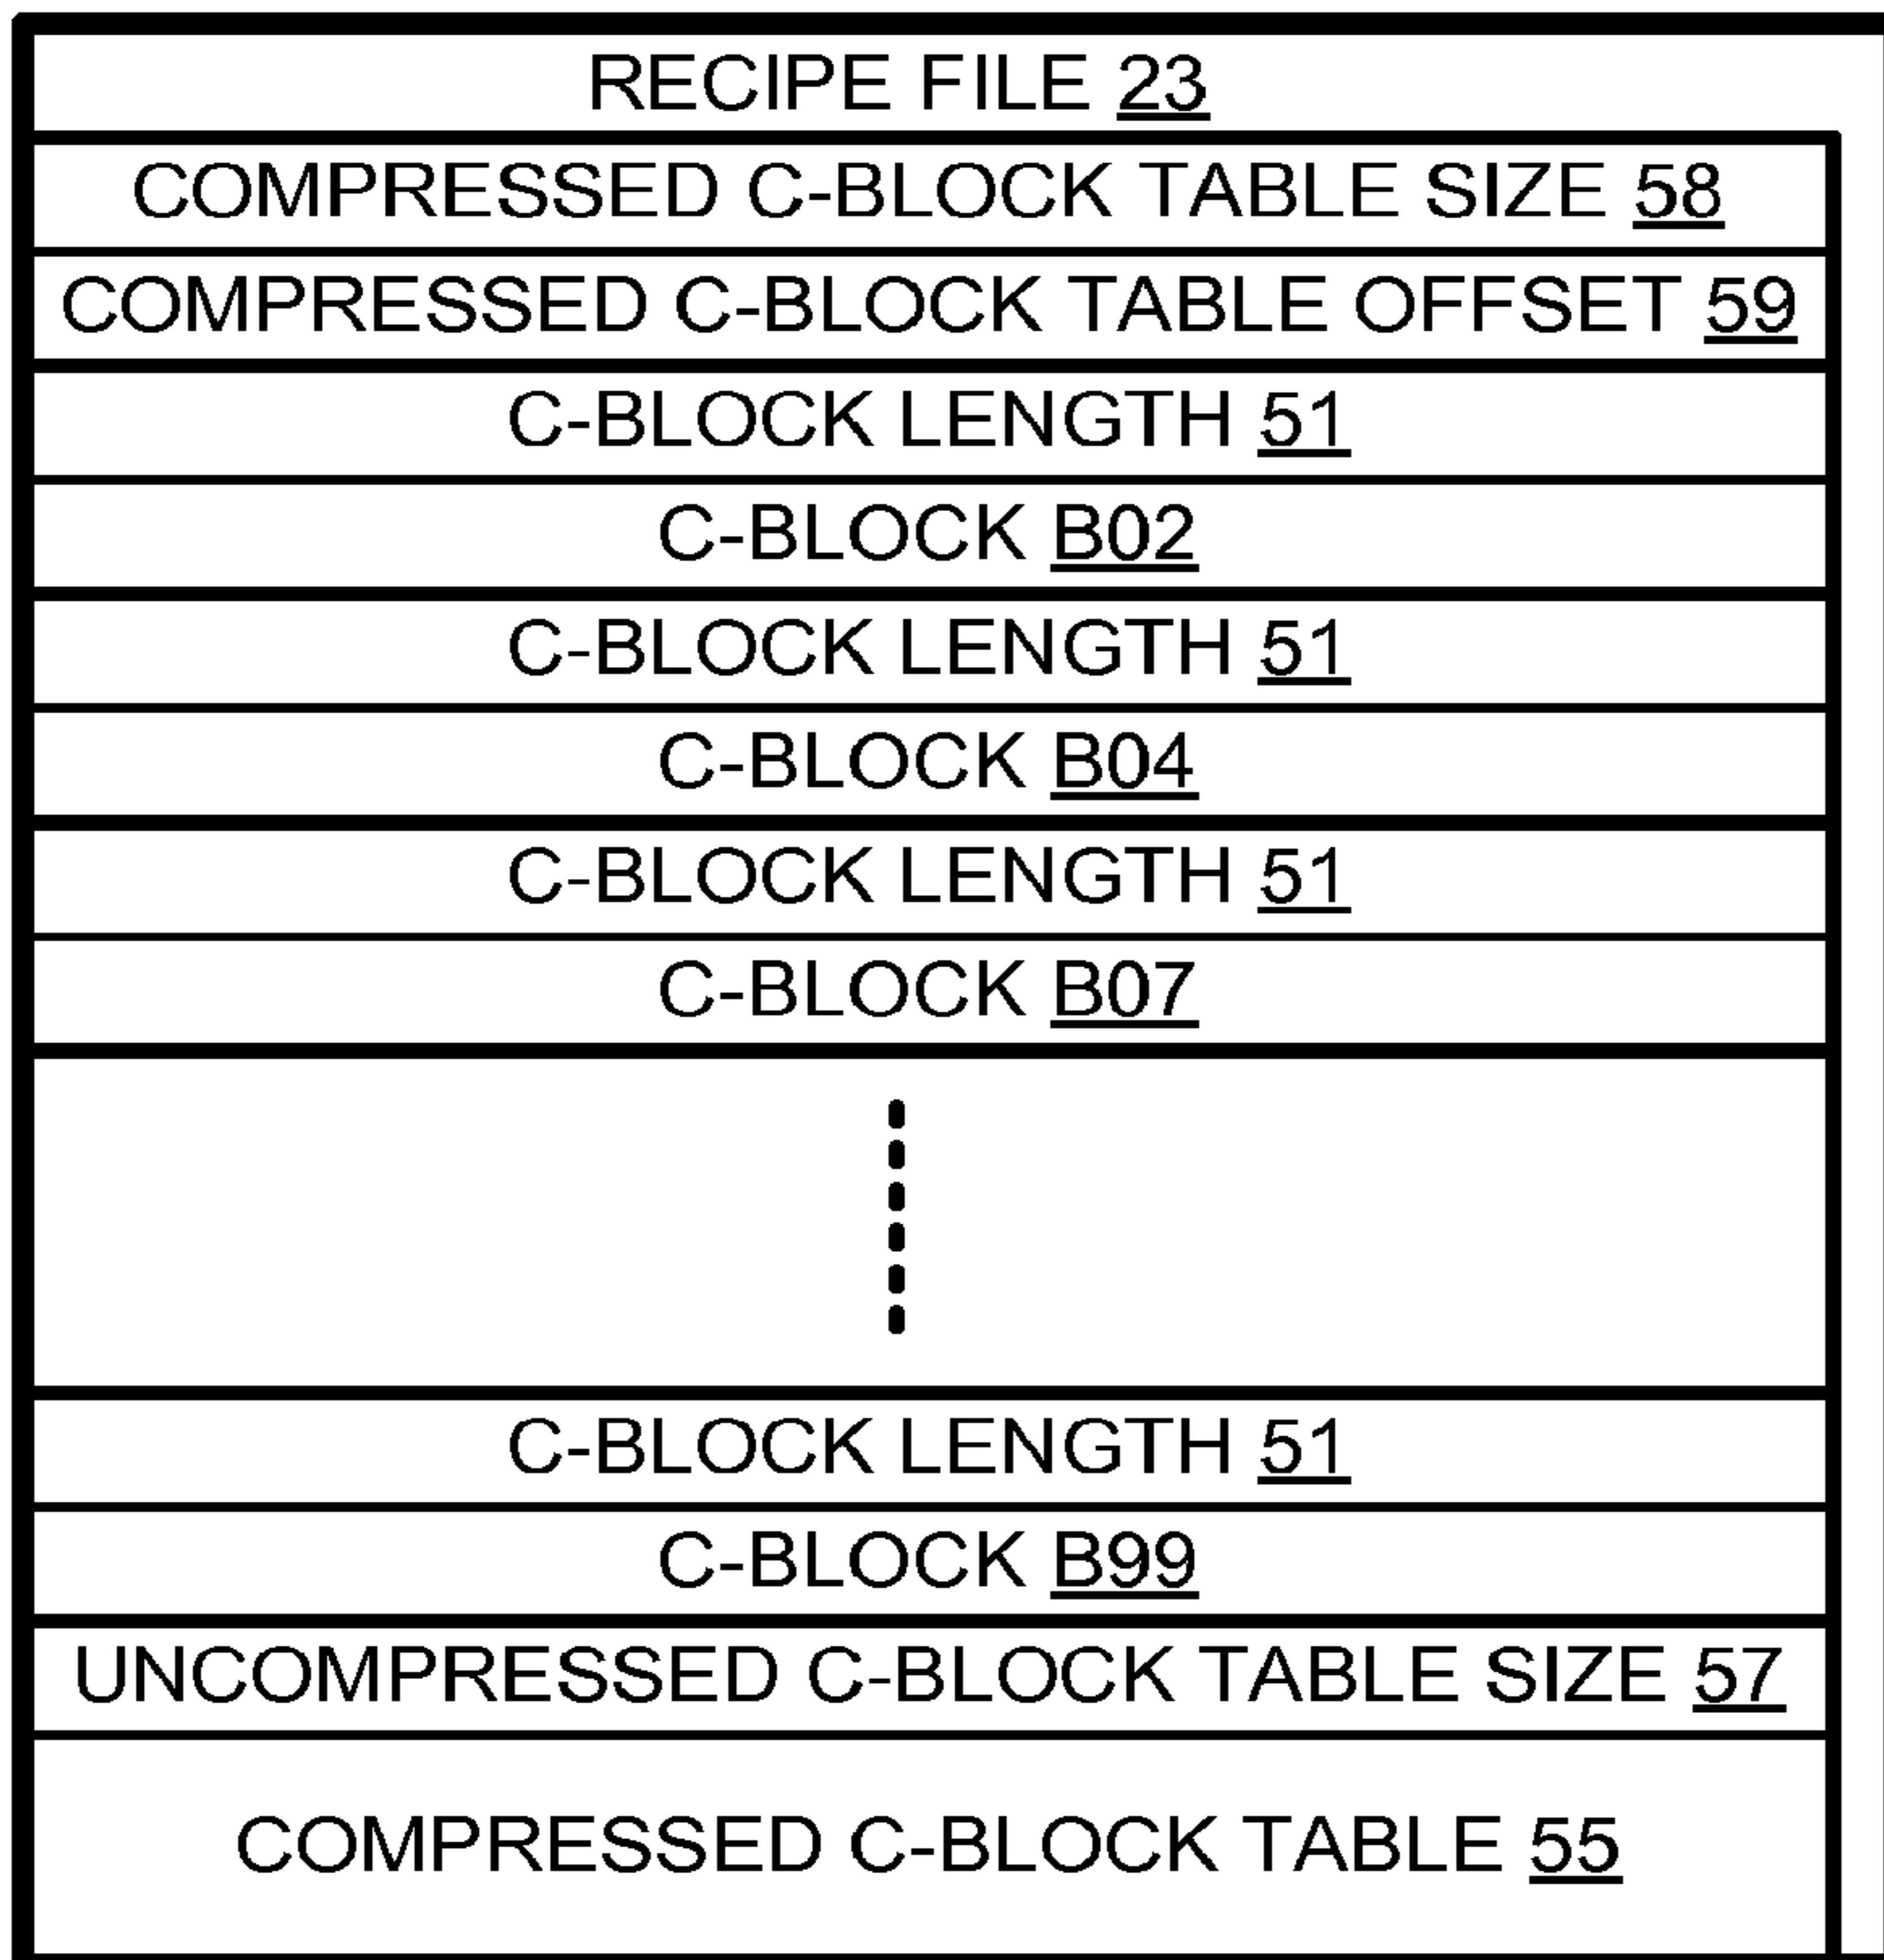 RECIPE FILE 23
COMPRESSED C-BLOCK TABLE SIZE 58
COMPRESSED C-BLOCK TABLE OFFSET 59
C-BLOCK LENGTH 51
C-BLOCK B02
C-BLOCK LENGTH 51
C-BLOCK B04
C-BLOCK LENGTH 51
C-BLOCK B07
C-BLOCK LENGTH 51
C-BLOCK B99
UNCOMPRESSED C-BLOCK TABLE SIZE 57
COMPRESSED C-BLOCK TABLE 55